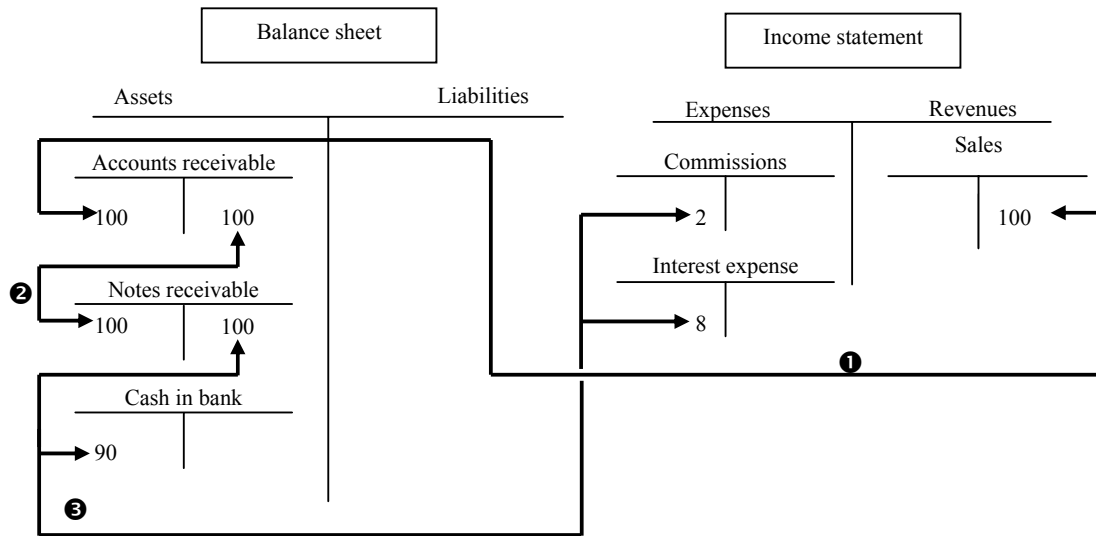 Balance sheet
Income statement
Assets Liabilities
Expenses Revenues
Accounts receivable
Commissions
Sales
100 100
2
100
❷
Notes receivable
Interest expense
100 100
8
❶
Cash in bank
90
❸